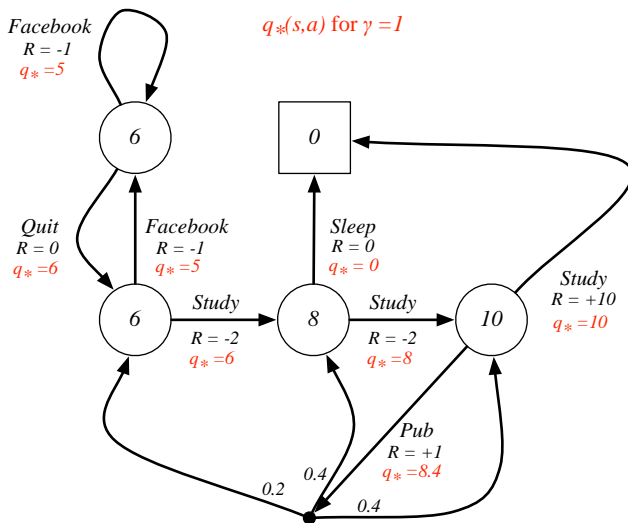 q*(s,a) for γ =1
Facebook
R = -1
q* =5
6
0
Quit
R = 0
q* =6
Facebook
R = -1
q* =5
Sleep
R = 0
q* = 0
Study
R = +10
q* =10
6
Study
R = -2
q* =6
8
Study
R = -2
q* =8
10
Pub
R = +1
q* =8.4
0.2
0.4
0.4